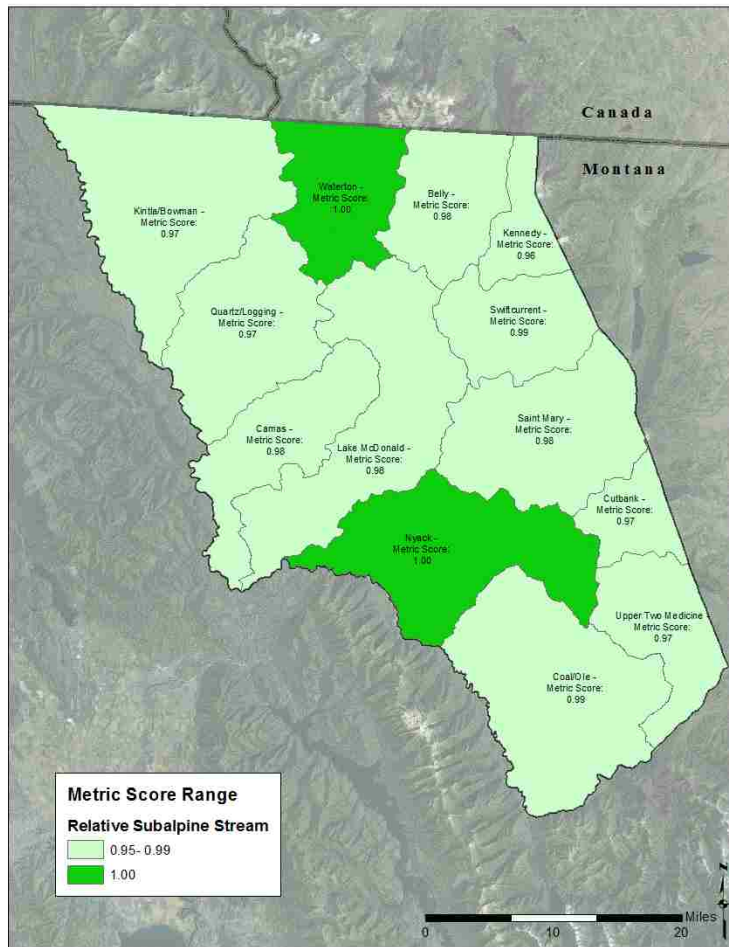 Canada
Montana
Waterton -
Metric Score:
1.00
Belly -
Metric Score:
0.98
Kintla/Bowman -
Metric Score:
0.97
Kennedy -
Metric Score:
0.96
Quartz/Logging -
Metric Score:
0.97
Swiftcurrent -
Metric Score:
0.99
Saint Mary -
Metric Score:
0.98
Camas -
Metric Score:
0.98
Lake McDonald -
Metric Score:
0.98
Cutbank -
Metric Score:
0.97
Nyack -
Metric Score:
1.00
Upper Two Medicine -
Metric Score:
0.97
Coal/Ole -
Metric Score:
0.99
Metric Score Range
Relative Subalpine Stream
0.95- 0.99
1.00
N
Miles
0 10 20